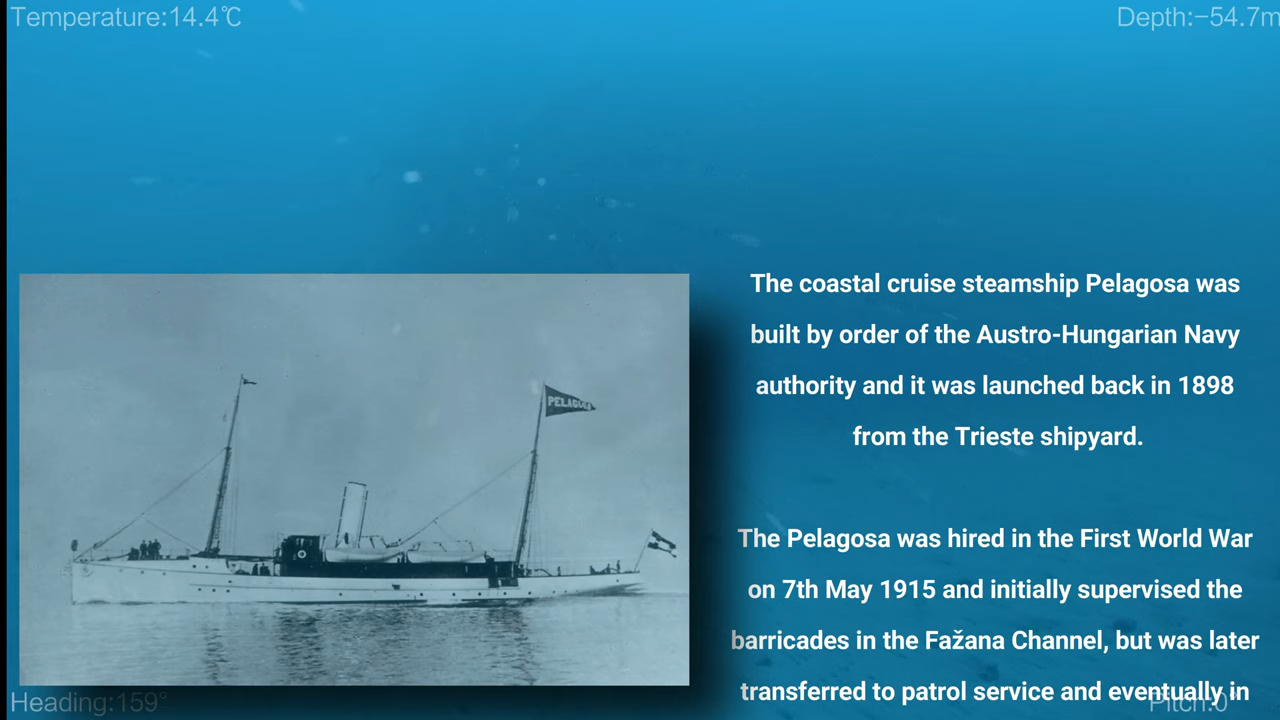 Temperature:14.4℃
Depth:-54.7m
PELAGOSA
The coastal cruise steamship Pelagosa was
built by order of the Austro-Hungarian Navy
authority and it was launched back in 1898
from the Trieste shipyard.
The Pelagosa was hired in the First World War
on 7th May 1915 and initially supervised the
barricades in the Fažana Channel, but was later
transferred to patrol service and eventually in
Heading:159°
Pitch:0°